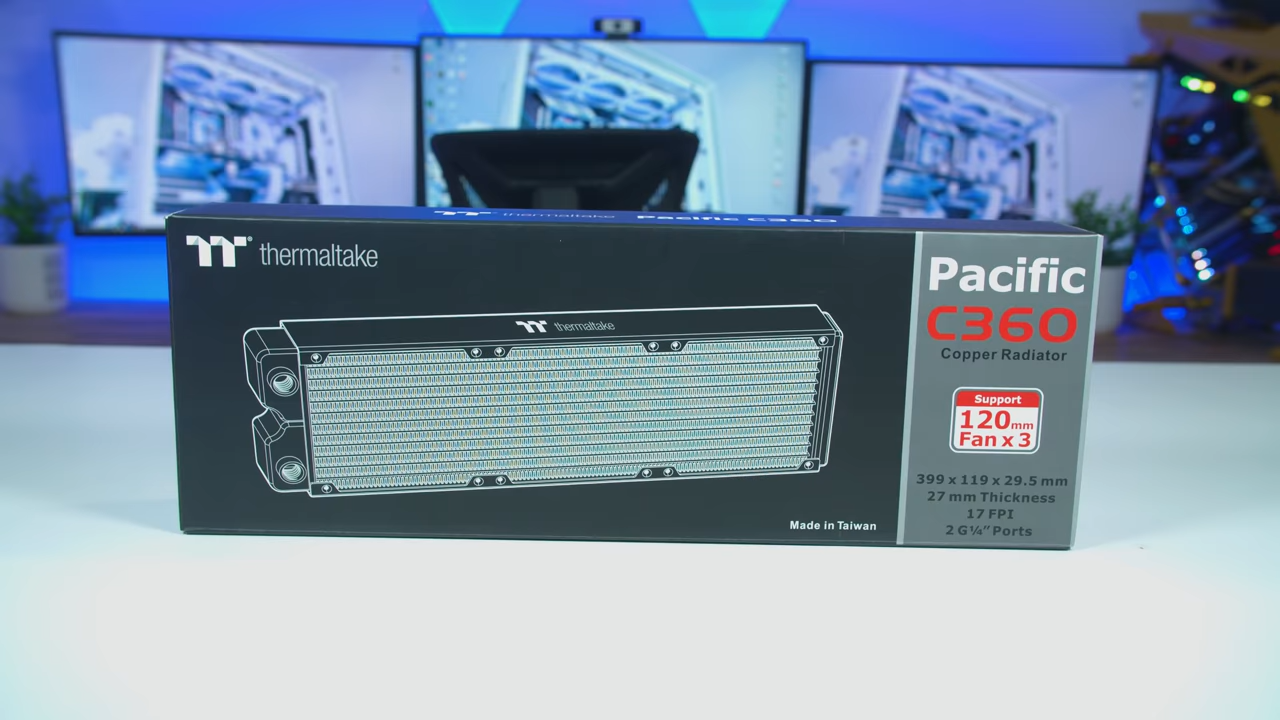 thermaltake Pacific C360
thermaltake
thermaltake
Made in Taiwan
Pacific
C360
Copper Radiator
Support
120mm
Fan x 3
399 x 119 x 29.5 mm
27 mm Thickness
17 FPI
2 G¼” Ports